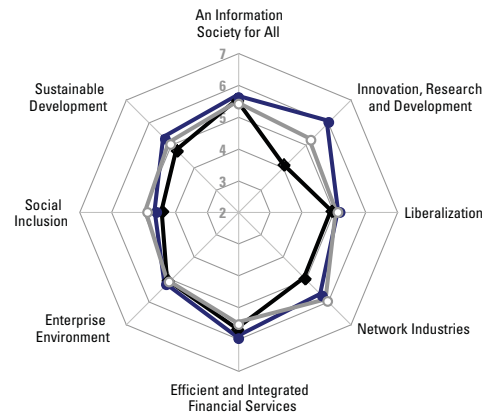 An Information
Society for All
7
6
5
4
3
2
Sustainable
Development
Innovation, Research
and Development
Social
Inclusion
Liberalization
Enterprise
Environment
Network Industries
Efficient and Integrated
Financial Services